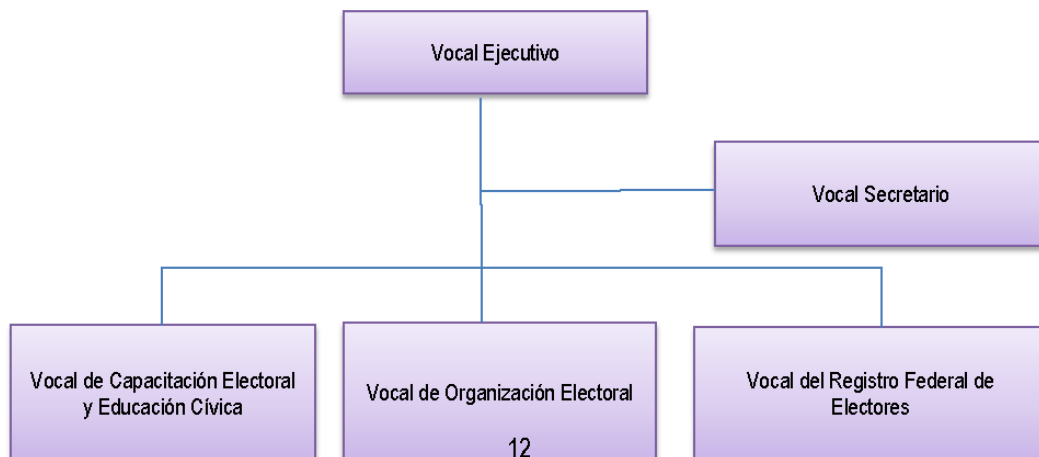 Vocal Ejecutivo
Vocal Secretario
Vocal de Capacitación Electoral
y Educación Cívica
Vocal de Organización Electoral
Vocal del Registro Federal de
Electores
12